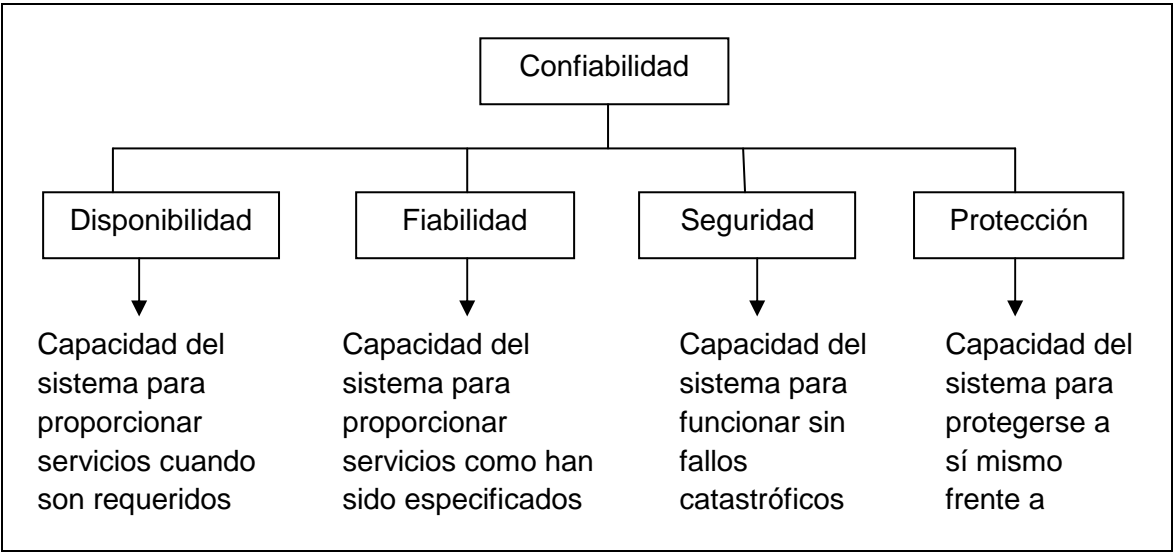 Confiabilidad
Disponibilidad
Fiabilidad
Seguridad
Protección
Capacidad del
sistema para
proporcionar
servicios cuando
son requeridos
Capacidad del
sistema para
proporcionar
servicios como han
sido especificados
Capacidad del
sistema para
funcionar sin
fallos
catastróficos
Capacidad del
sistema para
protegerse a
sí mismo
frente a